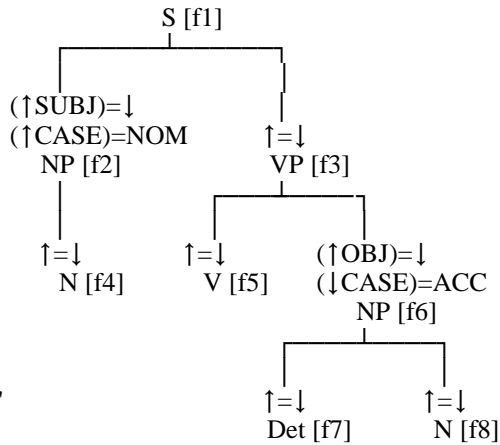 S [f1]
(↑SUBJ)=↓
(↑CASE)=NOM ↑=↓
NP [f2] VP [f3]
↑=↓ ↑=↓ (↑OBJ)=↓
N [f4] V [f5] (↓CASE)=ACC
NP [f6]
↑=↓ ↑=↓
Det [f7] N [f8]